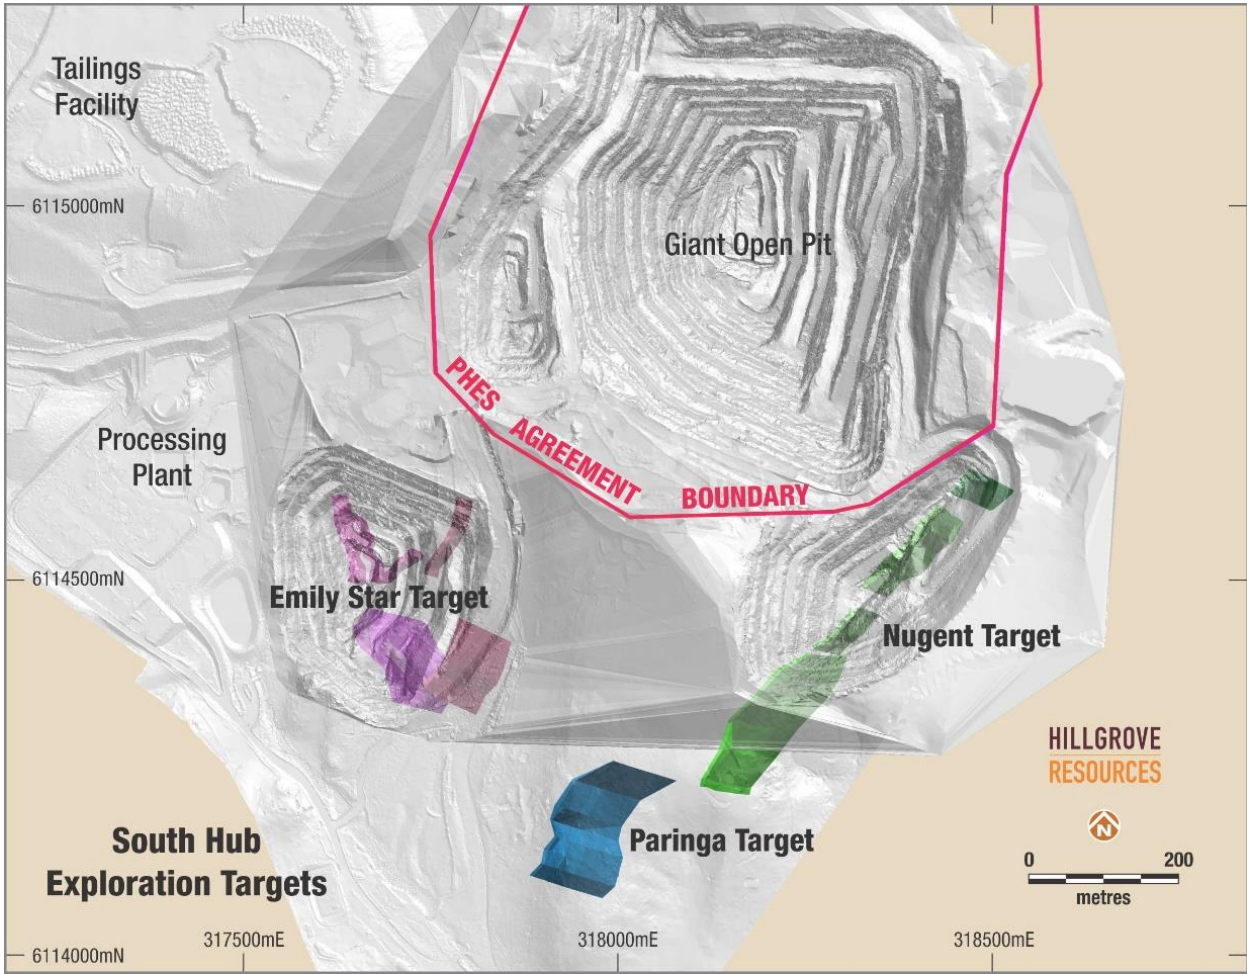 Tailings
Facility
6115000mN
Giant Open Pit
PHES AGREEMENT BOUNDARY
Processing
Plant
6114500mN
Emily Star Target
Nugent Target
HILLGROVE
RESOURCES
N
Paringa Target
South Hub
Exploration Targets
0 200
metres
317500mE 318000mE 318500mE
6114000mN